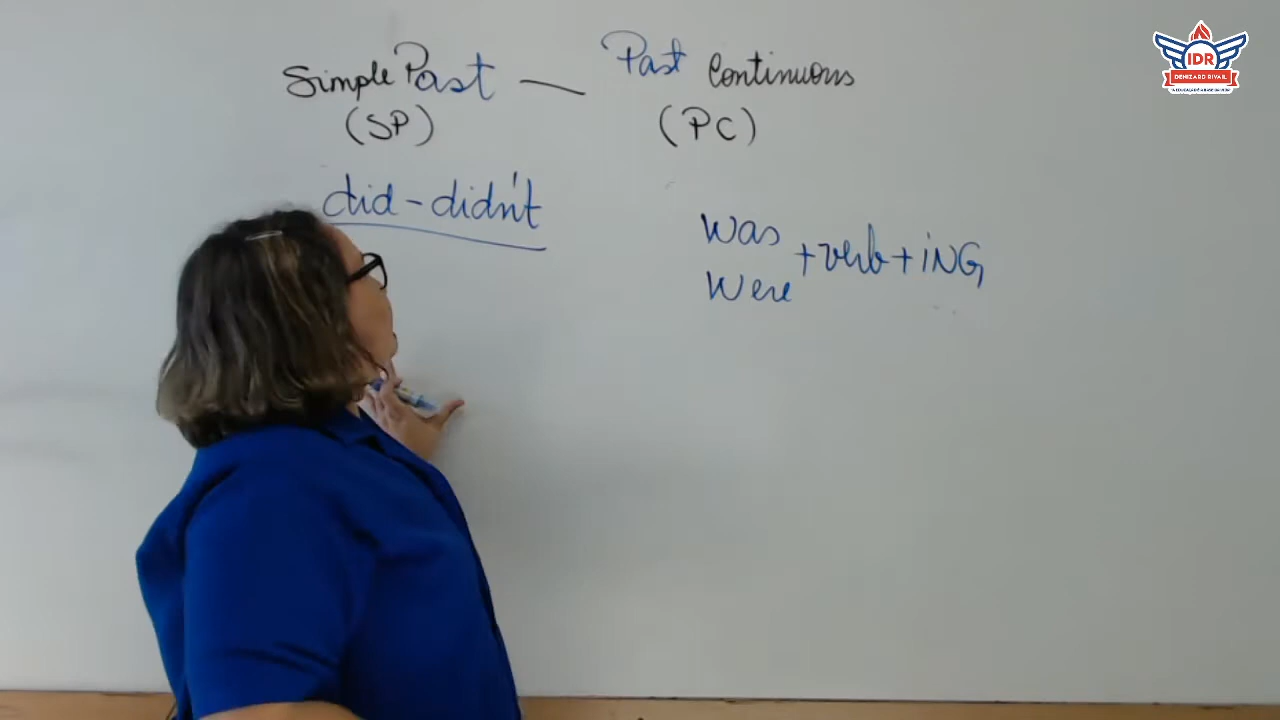 Simple Past — Past Continuous
(SP) (PC)
did - didn't
was
were
+ verb + iNG
IDR
DENIZARD RIVAIL